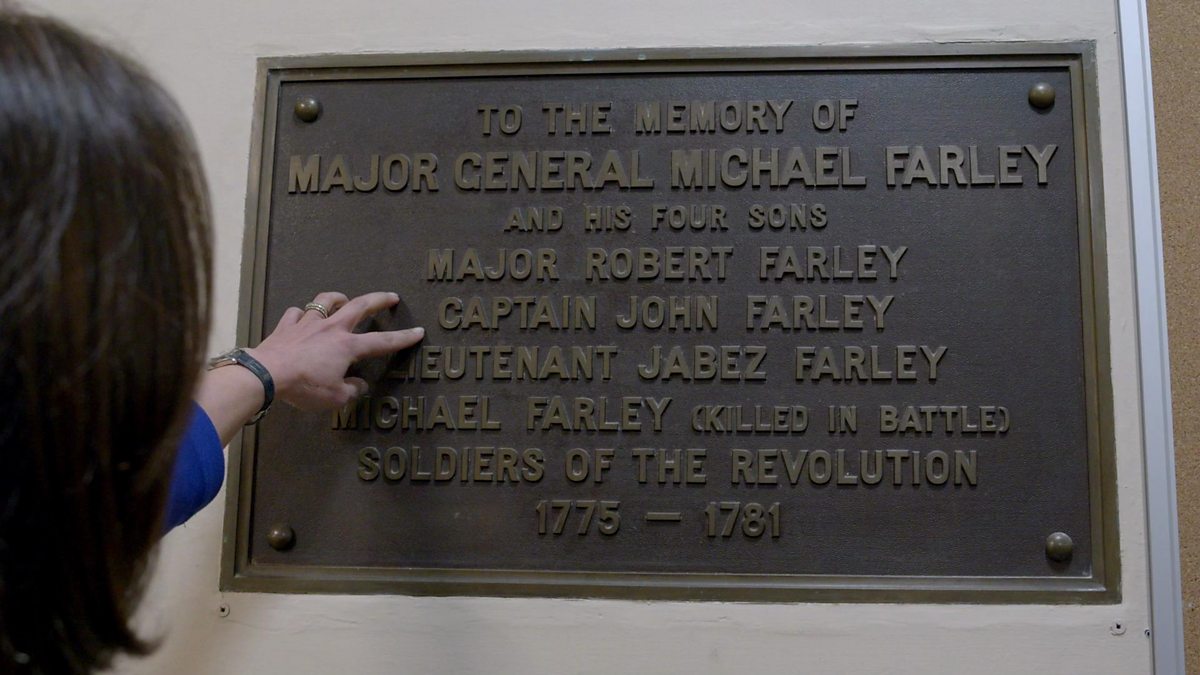 TO THE MEMORY OF
MAJOR GENERAL MICHAEL FARLEY
AND HIS FOUR SONS
MAJOR ROBERT FARLEY
CAPTAIN JOHN FARLEY
LIEUTENANT JABEZ FARLEY
MICHAEL FARLEY (KILLED IN BATTLE)
SOLDIERS OF THE REVOLUTION
1775 — 1781